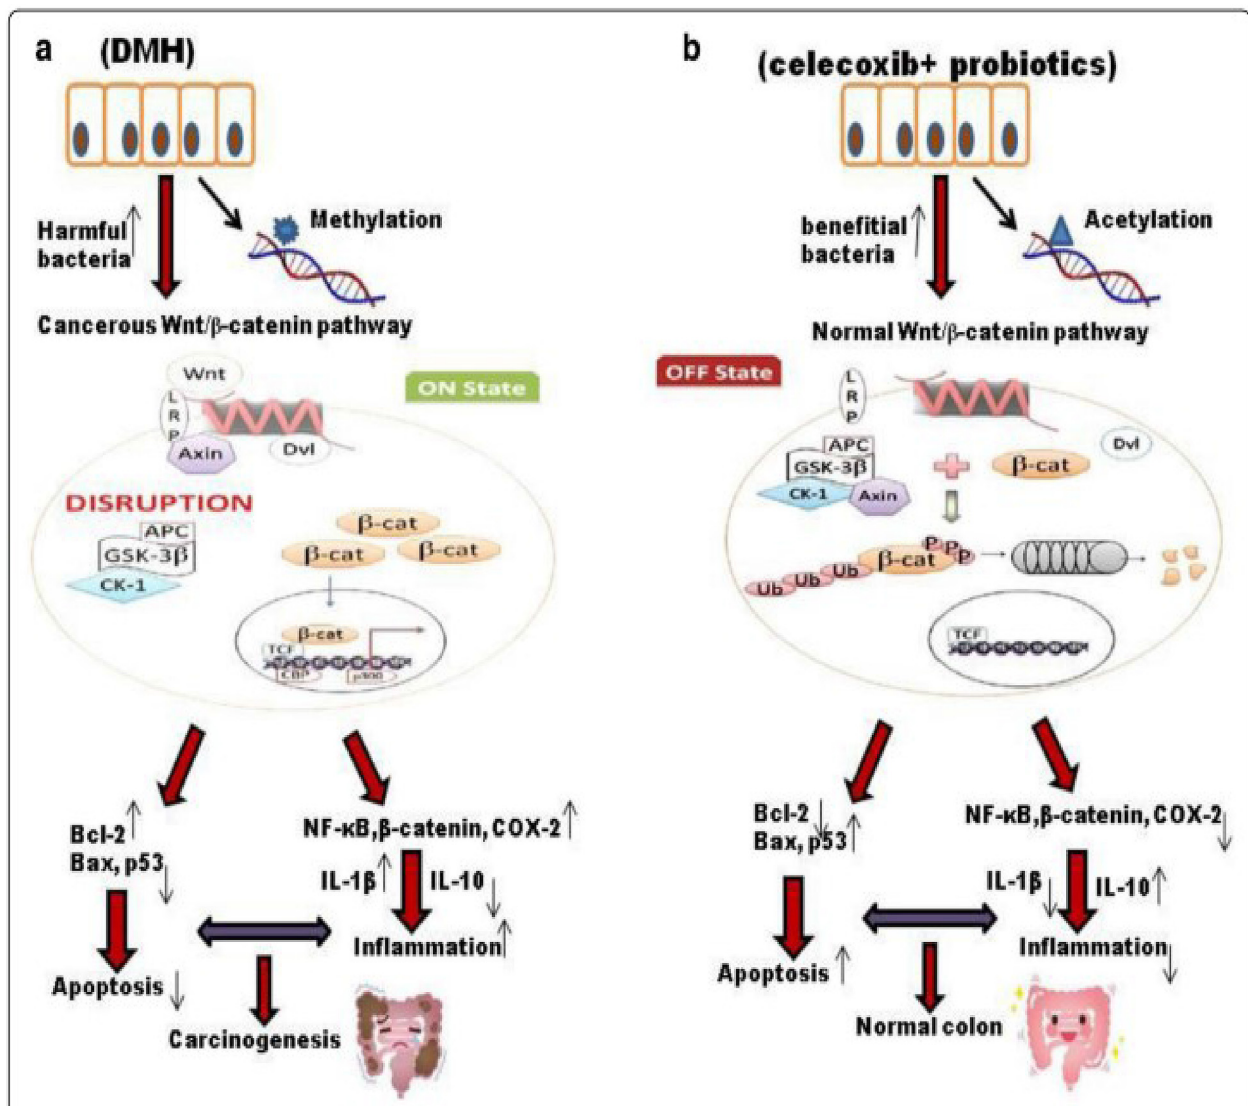 a
(DMH)
Harmful
bacteria
Methylation
Cancerous Wnt/β-catenin pathway
Wnt
ON State
L
R
P
Axin
Dvl
DISRUPTION
APC
GSK-3β
CK-1
β-cat
β-cat
β-cat
β-cat
TCF
CBP
p300
Bcl-2
Bax, p53
NF-κB,β-catenin, COX-2
IL-1β
IL-10
Inflammation
Apoptosis
Carcinogenesis
b
(celecoxib+ probiotics)
benefitial
bacteria
Acetylation
Normal Wnt/β-catenin pathway
OFF State
L
R
P
Dvl
APC
GSK-3β
CK-1
Axin
β-cat
P
P
P
β-cat
Ub
Ub
Ub
TCF
Bcl-2
Bax, p53
NF-κB,β-catenin, COX-2
IL-1β
IL-10
Inflammation
Apoptosis
Normal colon